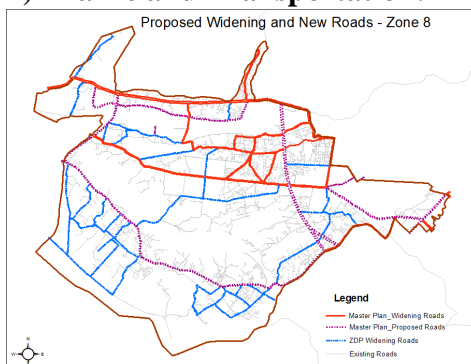 Proposed Widening and New Roads - Zone 8
Legend
Master Plan_Widening Roads
Master Plan_Proposed Roads
ZDP Widening Roads
Existing Roads
N
W
E
S